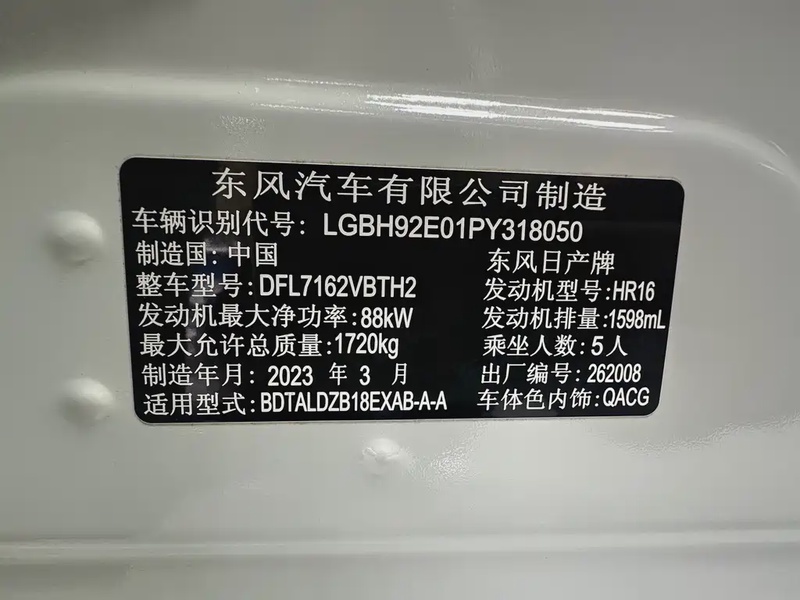 东风汽车有限公司制造
车辆识别代号: LGBH92E01PY318050
制造国: 中国 东风日产牌
整车型号: DFL7162VBTH2 发动机型号: HR16
发动机最大净功率: 88kW 发动机排量: 1598mL
最大允许总质量: 1720kg 乘坐人数: 5人
制造年月: 2023 年 3 月 出厂编号: 262008
适用型式: BDTALDZB18EXAB-A-A 车体色内饰: QACG